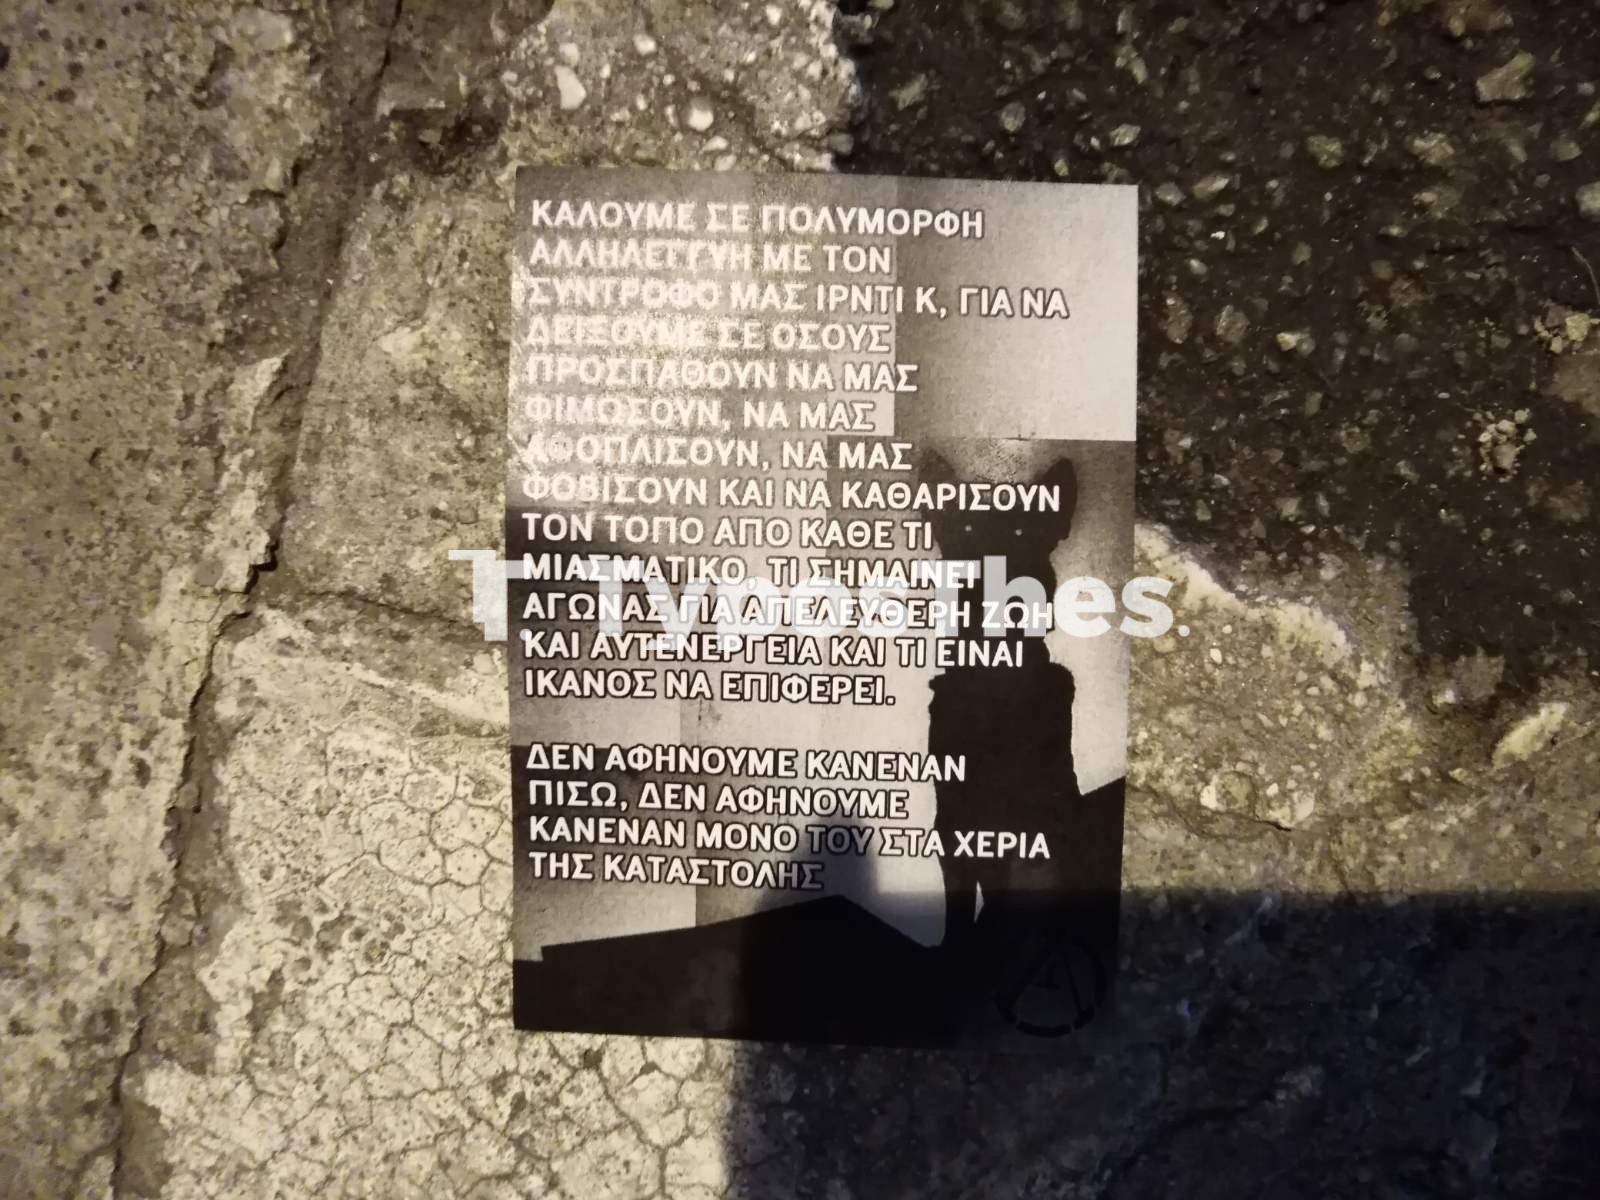 ΚΑΛΟΥΜΕ ΣΕ ΠΟΛΥΜΟΡΦΗ
ΑΛΛΗΛΕΓΓΥΗ ΜΕ ΤΟΝ
ΣΥΝΤΡΟΦΟ ΜΑΣ ΙΡΝΤΙ Κ, ΓΙΑ ΝΑ
ΔΕΙΞΟΥΜΕ ΣΕ ΟΣΟΥΣ
ΠΡΟΣΠΑΘΟΥΝ ΝΑ ΜΑΣ
ΦΙΜΩΣΟΥΝ, ΝΑ ΜΑΣ
ΑΦΟΠΛΙΣΟΥΝ, ΝΑ ΜΑΣ
ΦΟΒΙΣΟΥΝ ΚΑΙ ΝΑ ΚΑΘΑΡΙΣΟΥΝ
ΤΟΝ ΤΟΠΟ ΑΠΟ ΚΑΘΕ ΤΙ
ΜΙΑΣΜΑΤΙΚΟ, ΤΙ ΣΗΜΑΙΝΕΙ
ΑΓΩΝΑΣ ΓΙΑ ΑΠΕΛΕΥΘΕΡΗ ΖΩΗ
ΚΑΙ ΑΥΤΕΝΕΡΓΕΙΑ ΚΑΙ ΤΙ ΕΙΝΑΙ
ΙΚΑΝΟΣ ΝΑ ΕΠΙΦΕΡΕΙ.
ΔΕΝ ΑΦΗΝΟΥΜΕ ΚΑΝΕΝΑΝ
ΠΙΣΩ, ΔΕΝ ΑΦΗΝΟΥΜΕ
ΚΑΝΕΝΑΝ ΜΟΝΟ ΤΟΥ ΣΤΑ ΧΕΡΙΑ
ΤΗΣ ΚΑΤΑΣΤΟΛΗΣ
TyposThes.